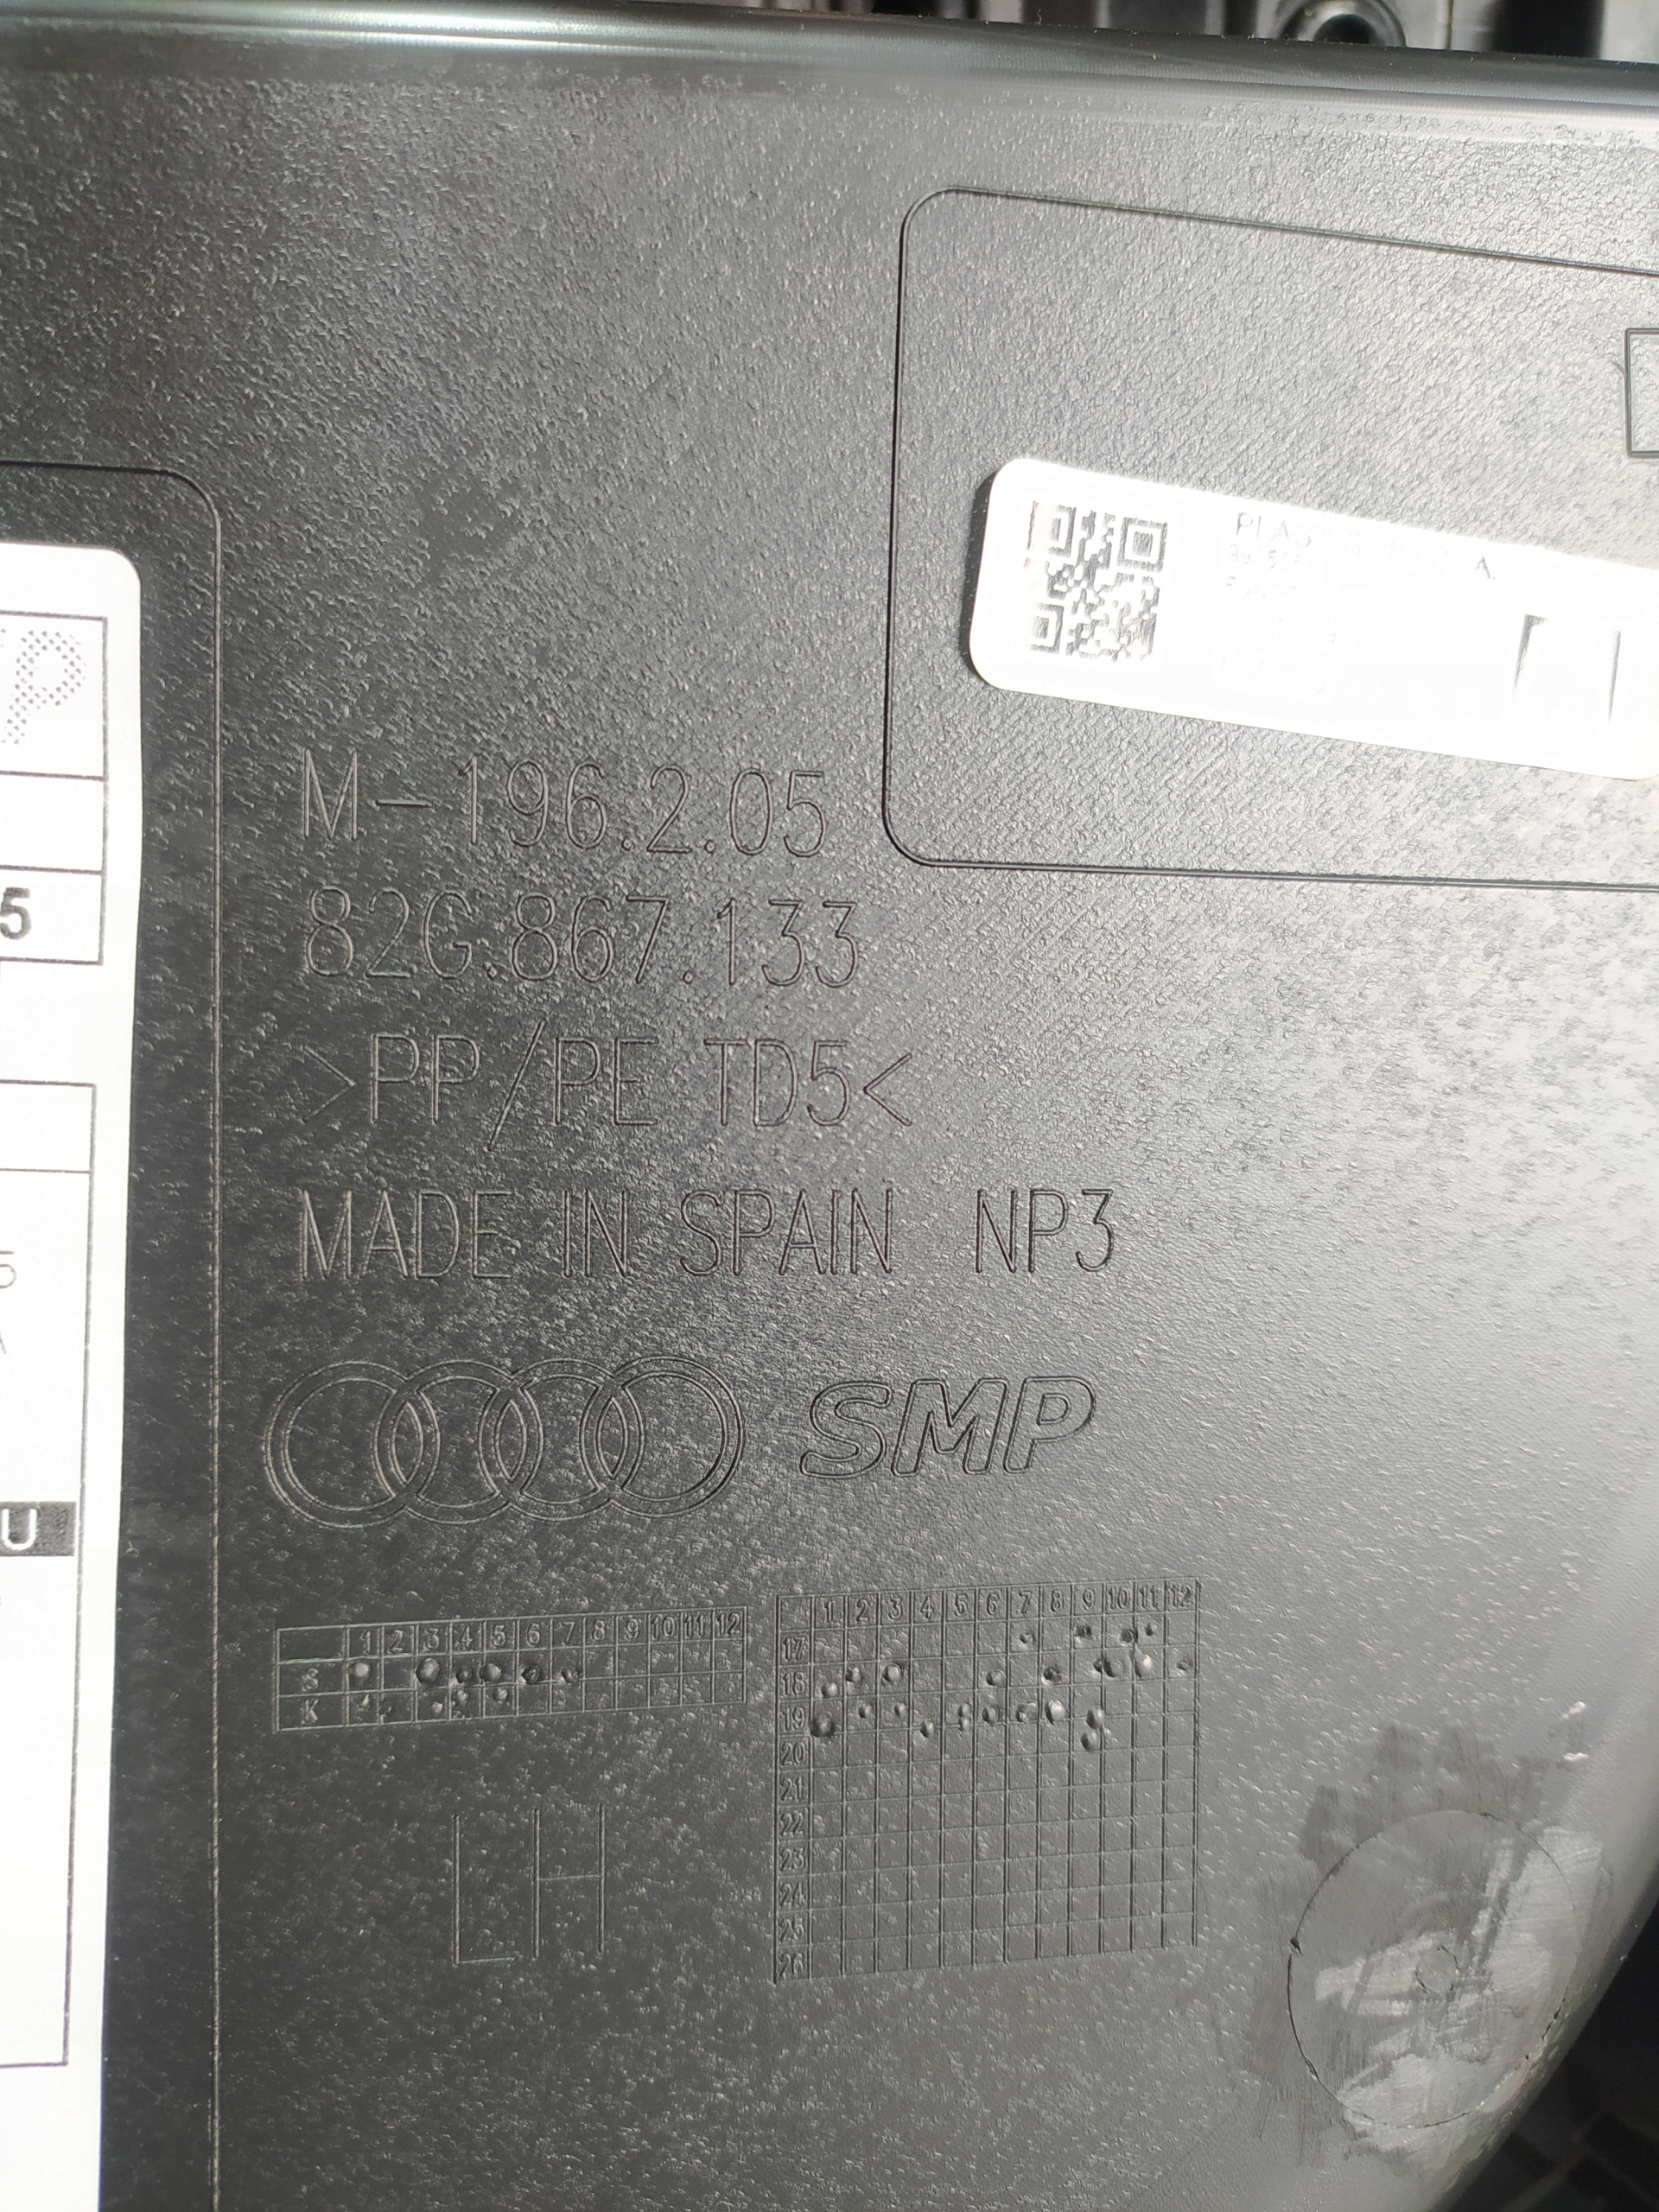 P
5
5
A
U
M-196.2.05
82G.867.133
>PP/PE TD5<
MADE IN SPAIN NP3
SMP
1 2 3 4 5 6 7 8 9 10 11 12
S
K
1 2 3 4 5 6 7 8 9 10 11 12
17
18
19
20
21
22
23
24
25
26
LH